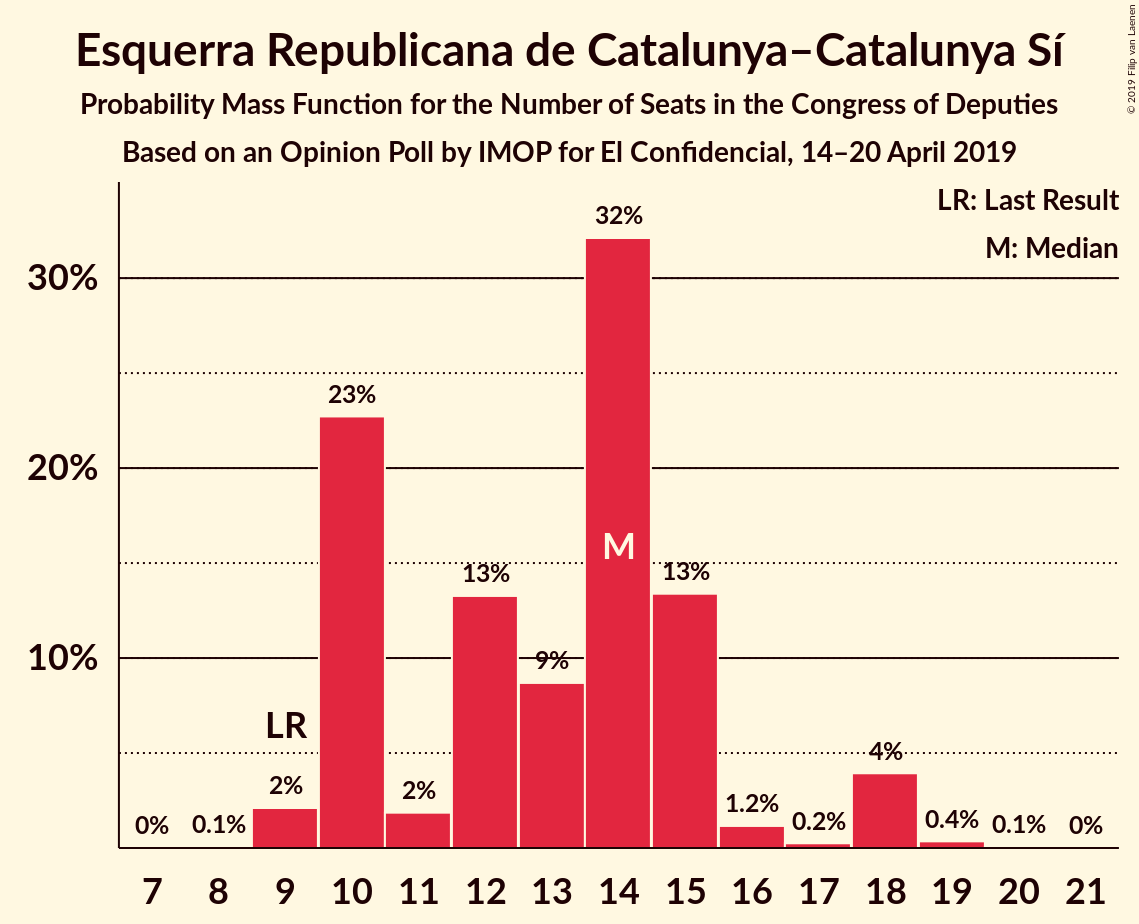 Esquerra Republicana de Catalunya–Catalunya Sí
Probability Mass Function for the Number of Seats in the Congress of Deputies
Based on an Opinion Poll by IMOP for El Confidencial, 14–20 April 2019
© 2019 Filip van Laenen
LR: Last Result
M: Median
32%
30%
23%
20%
M
13%
13%
10%
9%
LR
4%
2%
2%
1.2%
0%
0.1%
0.2%
0.4%
0.1%
0%
7 8 9 10 11 12 13 14 15 16 17 18 19 20 21